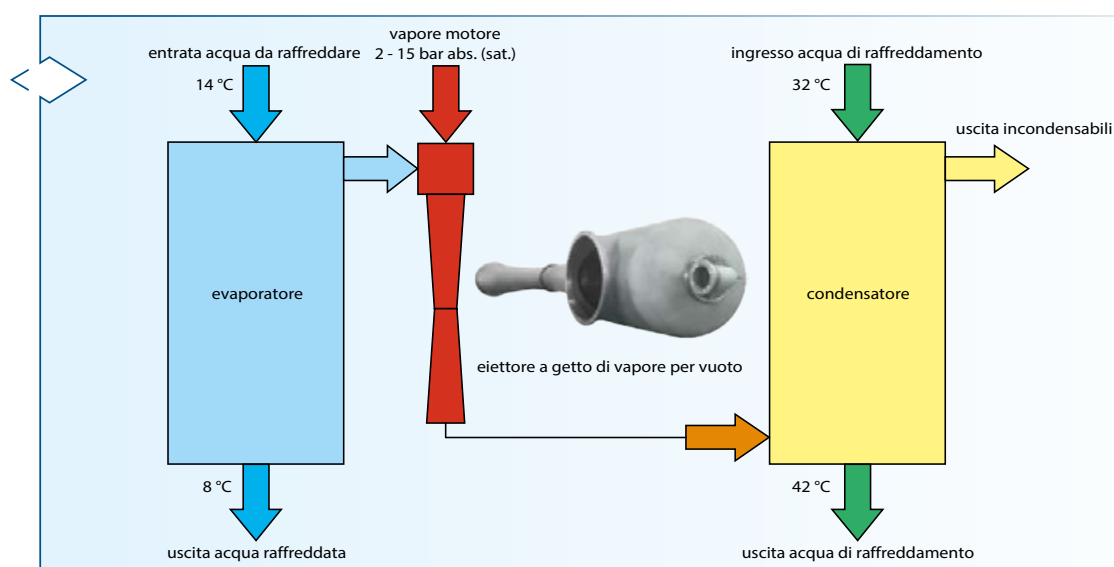 vapore motore
2 - 15 bar abs. (sat.)
entrata acqua da raffreddare
ingresso acqua di raffreddamento
14 °C
32 °C
uscita incondensabili
evaporatore
condensatore
eiettore a getto di vapore per vuoto
8 °C
42 °C
uscita acqua raffreddata
uscita acqua di raffreddamento